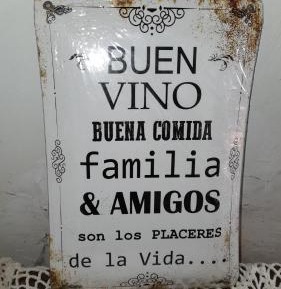 BUEN
VINO
BUENA COMIDA
familia
& AMIGOS
son los PLACERES
de la Vida....